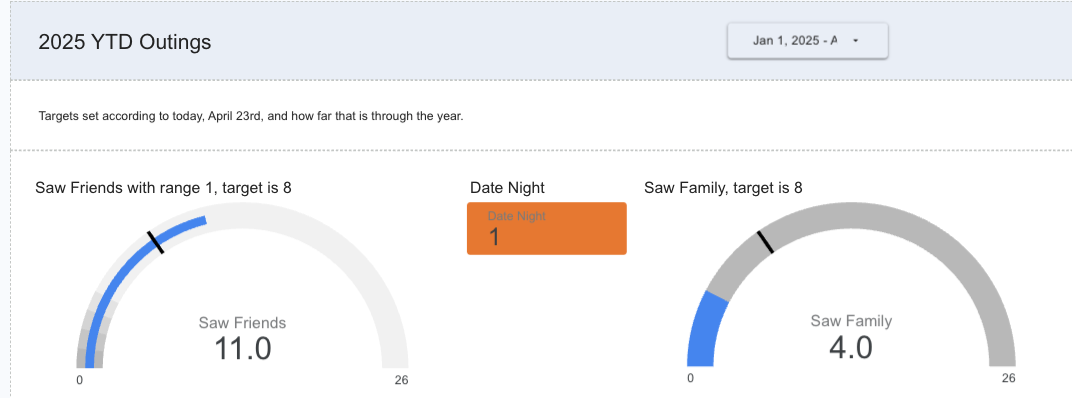 2025 YTD Outings
Jan 1, 2025 - A
Targets set according to today, April 23rd, and how far that is through the year.
Saw Friends with range 1, target is 8
Date Night
Saw Family, target is 8
Date Night
1
Saw Friends
11.0
0
26
Saw Family
4.0
0
26